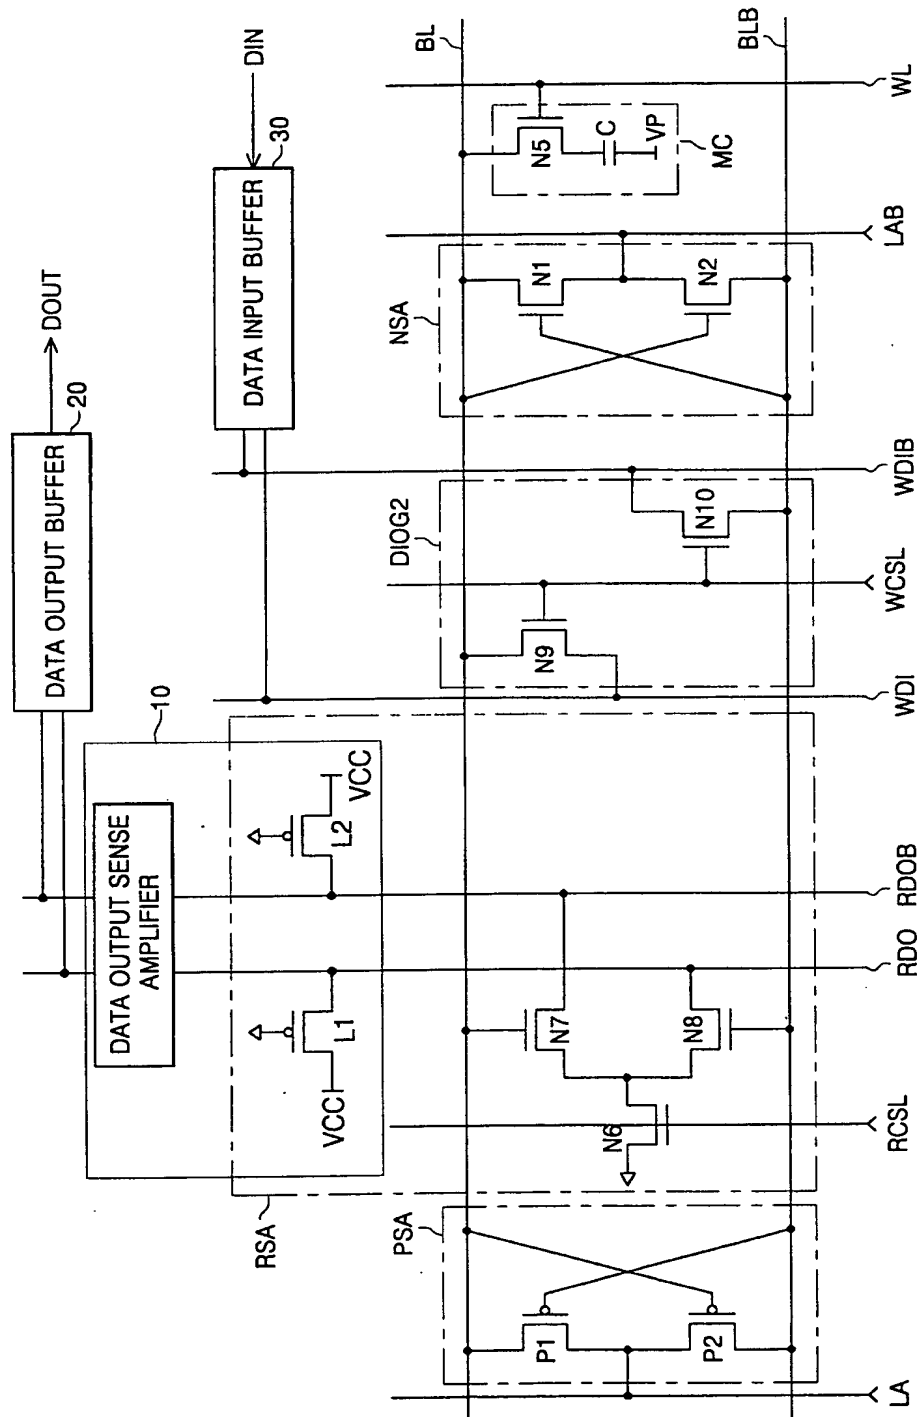 DOUT
20
DATA OUTPUT BUFFER
DIN
30
DATA INPUT BUFFER
10
DATA OUTPUT SENSE
AMPLIFIER
VCC
L1
L2
VCC
RSA
PSA
DIOG2
NSA
BL
P1
P2
N6
N7
N8
N9
N10
N1
N2
N5
C
VP
MC
BLB
LA
RCSL
RDO
RDOB
WDI
WCSL
WDIB
LAB
WL